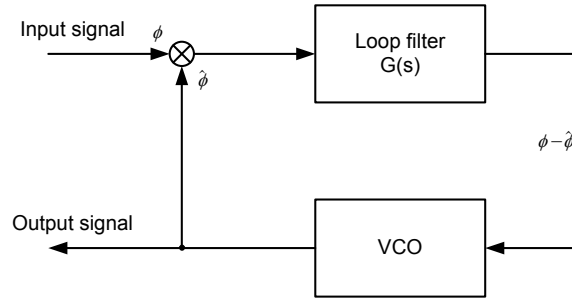 Input signal
ϕ
ϕ̂
Loop filter
G(s)
ϕ−ϕ̂
Output signal
VCO